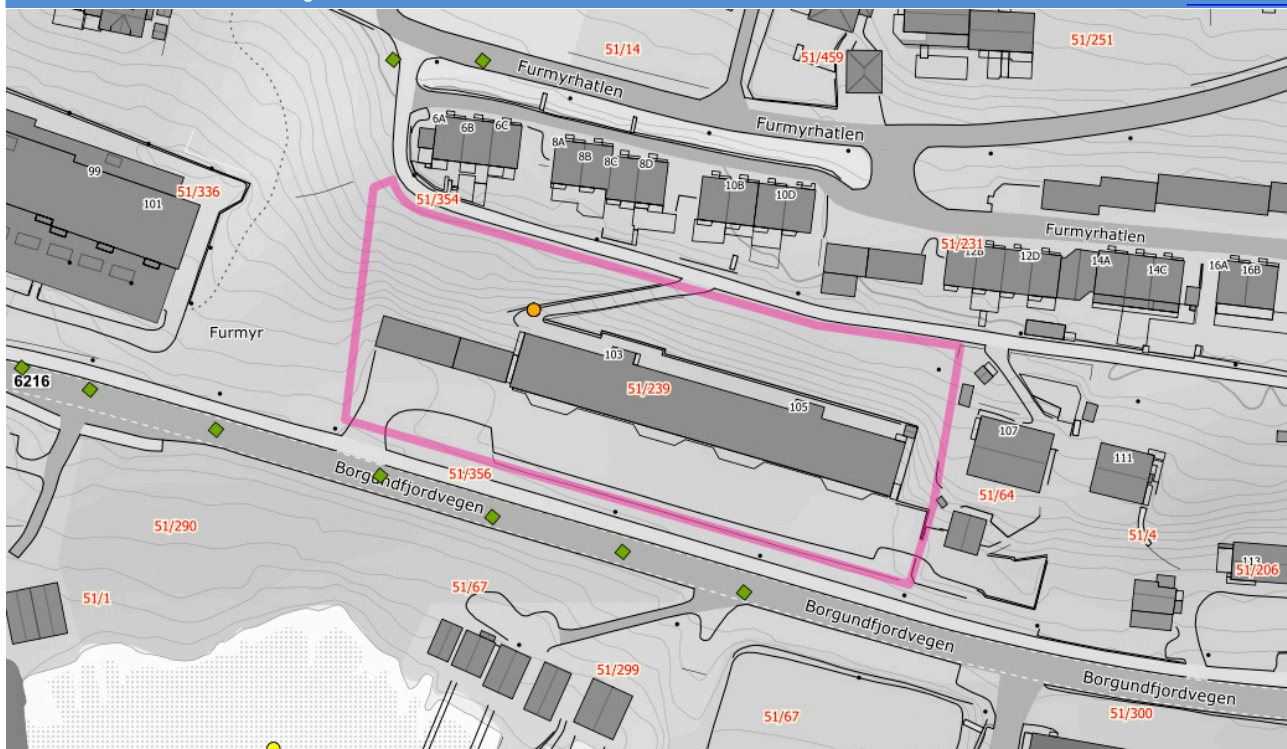 51/14
51/459
51/251
Furmyrhatlen
Furmyrhatlen
6A
6B
6C
8A
8B
8C
8D
99
101
51/336
51/354
10B
10D
Furmyrhatlen
51/231
12B
12D
14A
14C
16A
16B
Furmyr
103
51/239
105
6216
107
111
51/356
Borgundfjordvegen
51/64
51/4
51/290
113
51/206
51/1
51/67
Borgundfjordvegen
51/299
Borgundfjordvegen
51/67
51/300